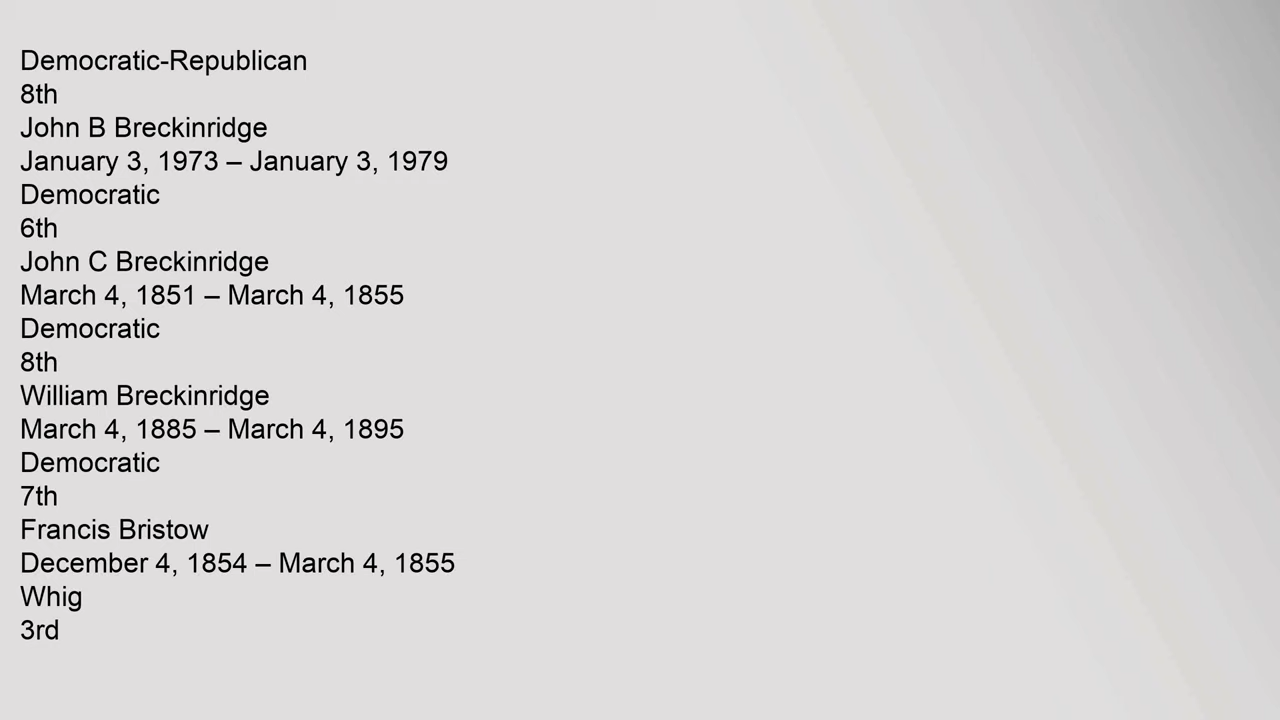 Democratic-Republican
8th
John B Breckinridge
January 3, 1973 – January 3, 1979
Democratic
6th
John C Breckinridge
March 4, 1851 – March 4, 1855
Democratic
8th
William Breckinridge
March 4, 1885 – March 4, 1895
Democratic
7th
Francis Bristow
December 4, 1854 – March 4, 1855
Whig
3rd